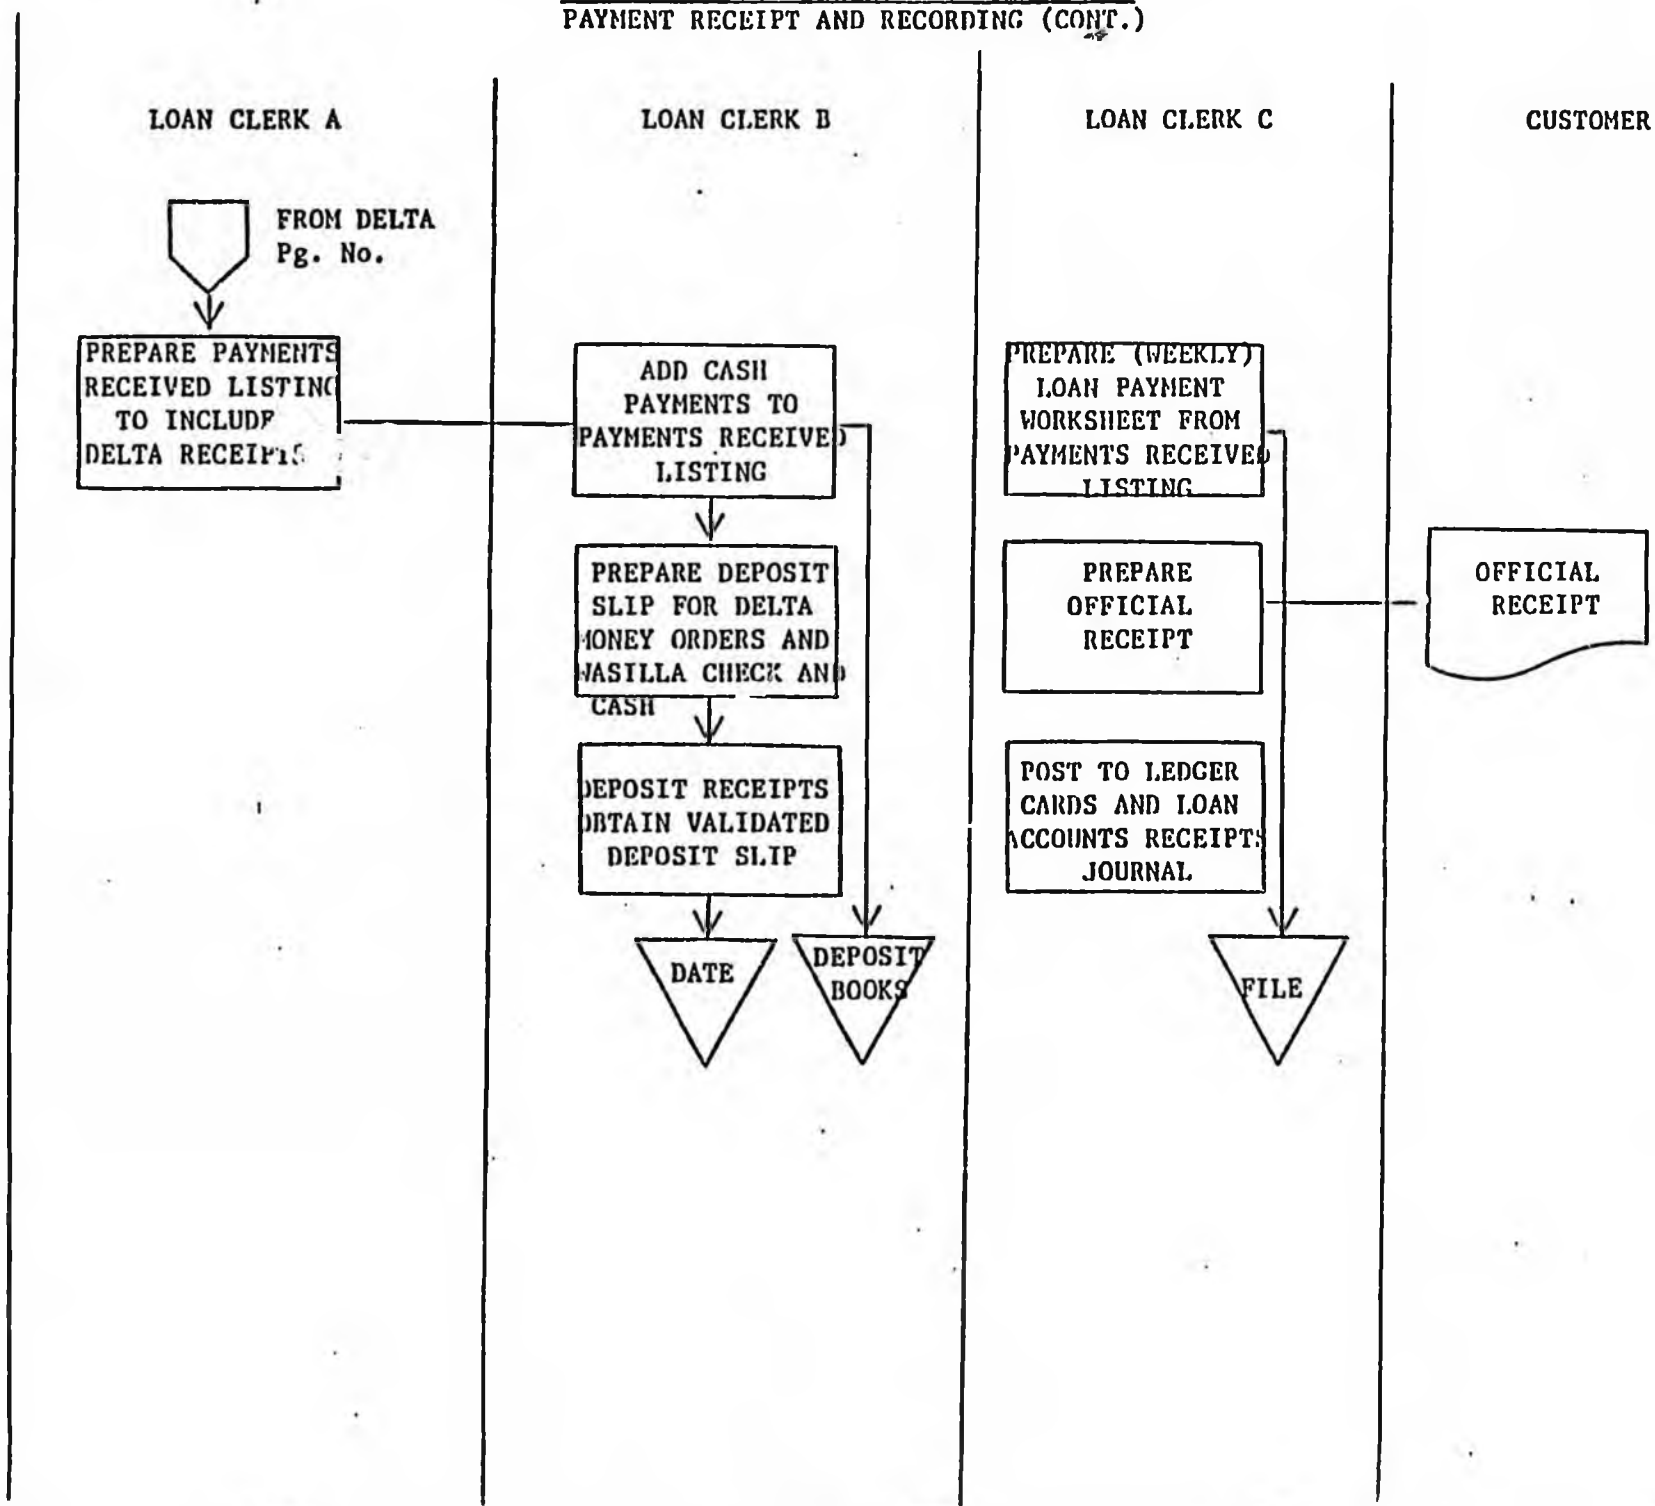 PAYMENT RECEIPT AND RECORDING (CONT.)
LOAN CLERK A
LOAN CLERK B
LOAN CLERK C
CUSTOMER
FROM DELTA
Pg. No.
PREPARE PAYMENTS
RECEIVED LISTING
TO INCLUDE
DELTA RECEIPTS
ADD CASH
PAYMENTS TO
PAYMENTS RECEIVED
LISTING
PREPARE DEPOSIT
SLIP FOR DELTA
MONEY ORDERS AND
WASILLA CHECK AND
CASH
DEPOSIT RECEIPTS
OBTAIN VALIDATED
DEPOSIT SLIP
DATE
DEPOSIT
BOOKS
PREPARE (WEEKLY)
LOAN PAYMENT
WORKSHEET FROM
PAYMENTS RECEIVED
LISTING
PREPARE
OFFICIAL
RECEIPT
POST TO LEDGER
CARDS AND LOAN
ACCOUNTS RECEIPTS
JOURNAL
FILE
OFFICIAL
RECEIPT